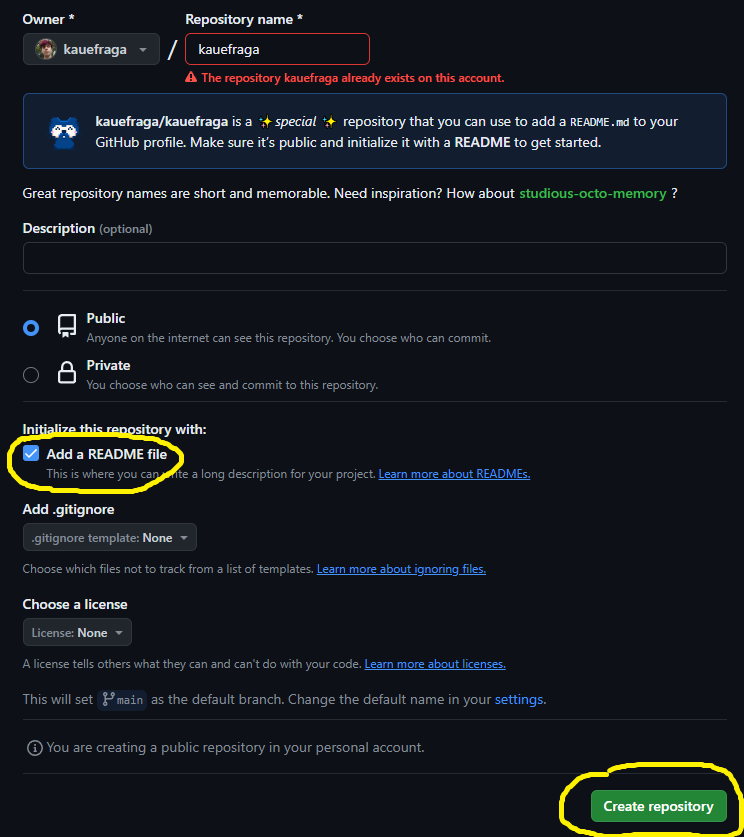 Owner * Repository name *
kauefraga / kauefraga
The repository kauefraga already exists on this account.
kauefraga/kauefraga is a ✨ special ✨ repository that you can use to add a README.md to your
GitHub profile. Make sure it’s public and initialize it with a README to get started.
Great repository names are short and memorable. Need inspiration? How about studious-octo-memory ?
Description (optional)
Public
Anyone on the internet can see this repository. You choose who can commit.
Private
You choose who can see and commit to this repository.
Initialize this repository with:
Add a README file
This is where you can write a long description for your project. Learn more about READMEs.
Add .gitignore
.gitignore template: None
Choose which files not to track from a list of templates. Learn more about ignoring files.
Choose a license
License: None
A license tells others what they can and can't do with your code. Learn more about licenses.
This will set main as the default branch. Change the default name in your settings.
You are creating a public repository in your personal account.
Create repository